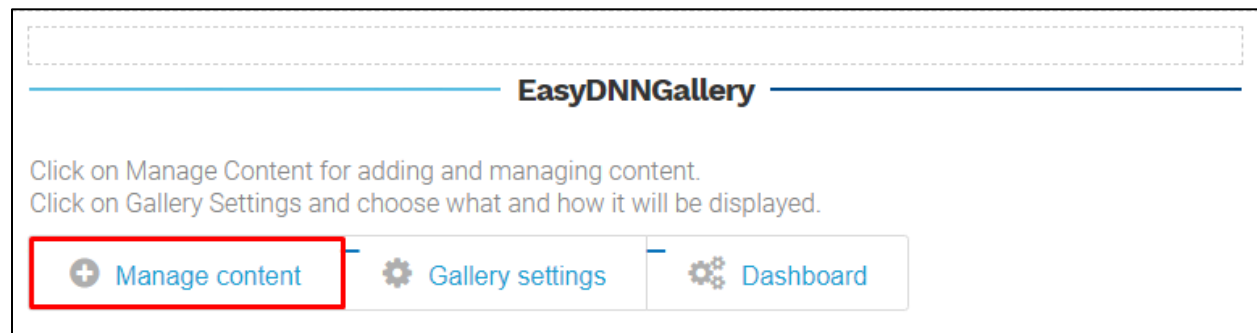 EasyDNNGallery
Click on Manage Content for adding and managing content.
Click on Gallery Settings and choose what and how it will be displayed.
Manage content Gallery settings Dashboard